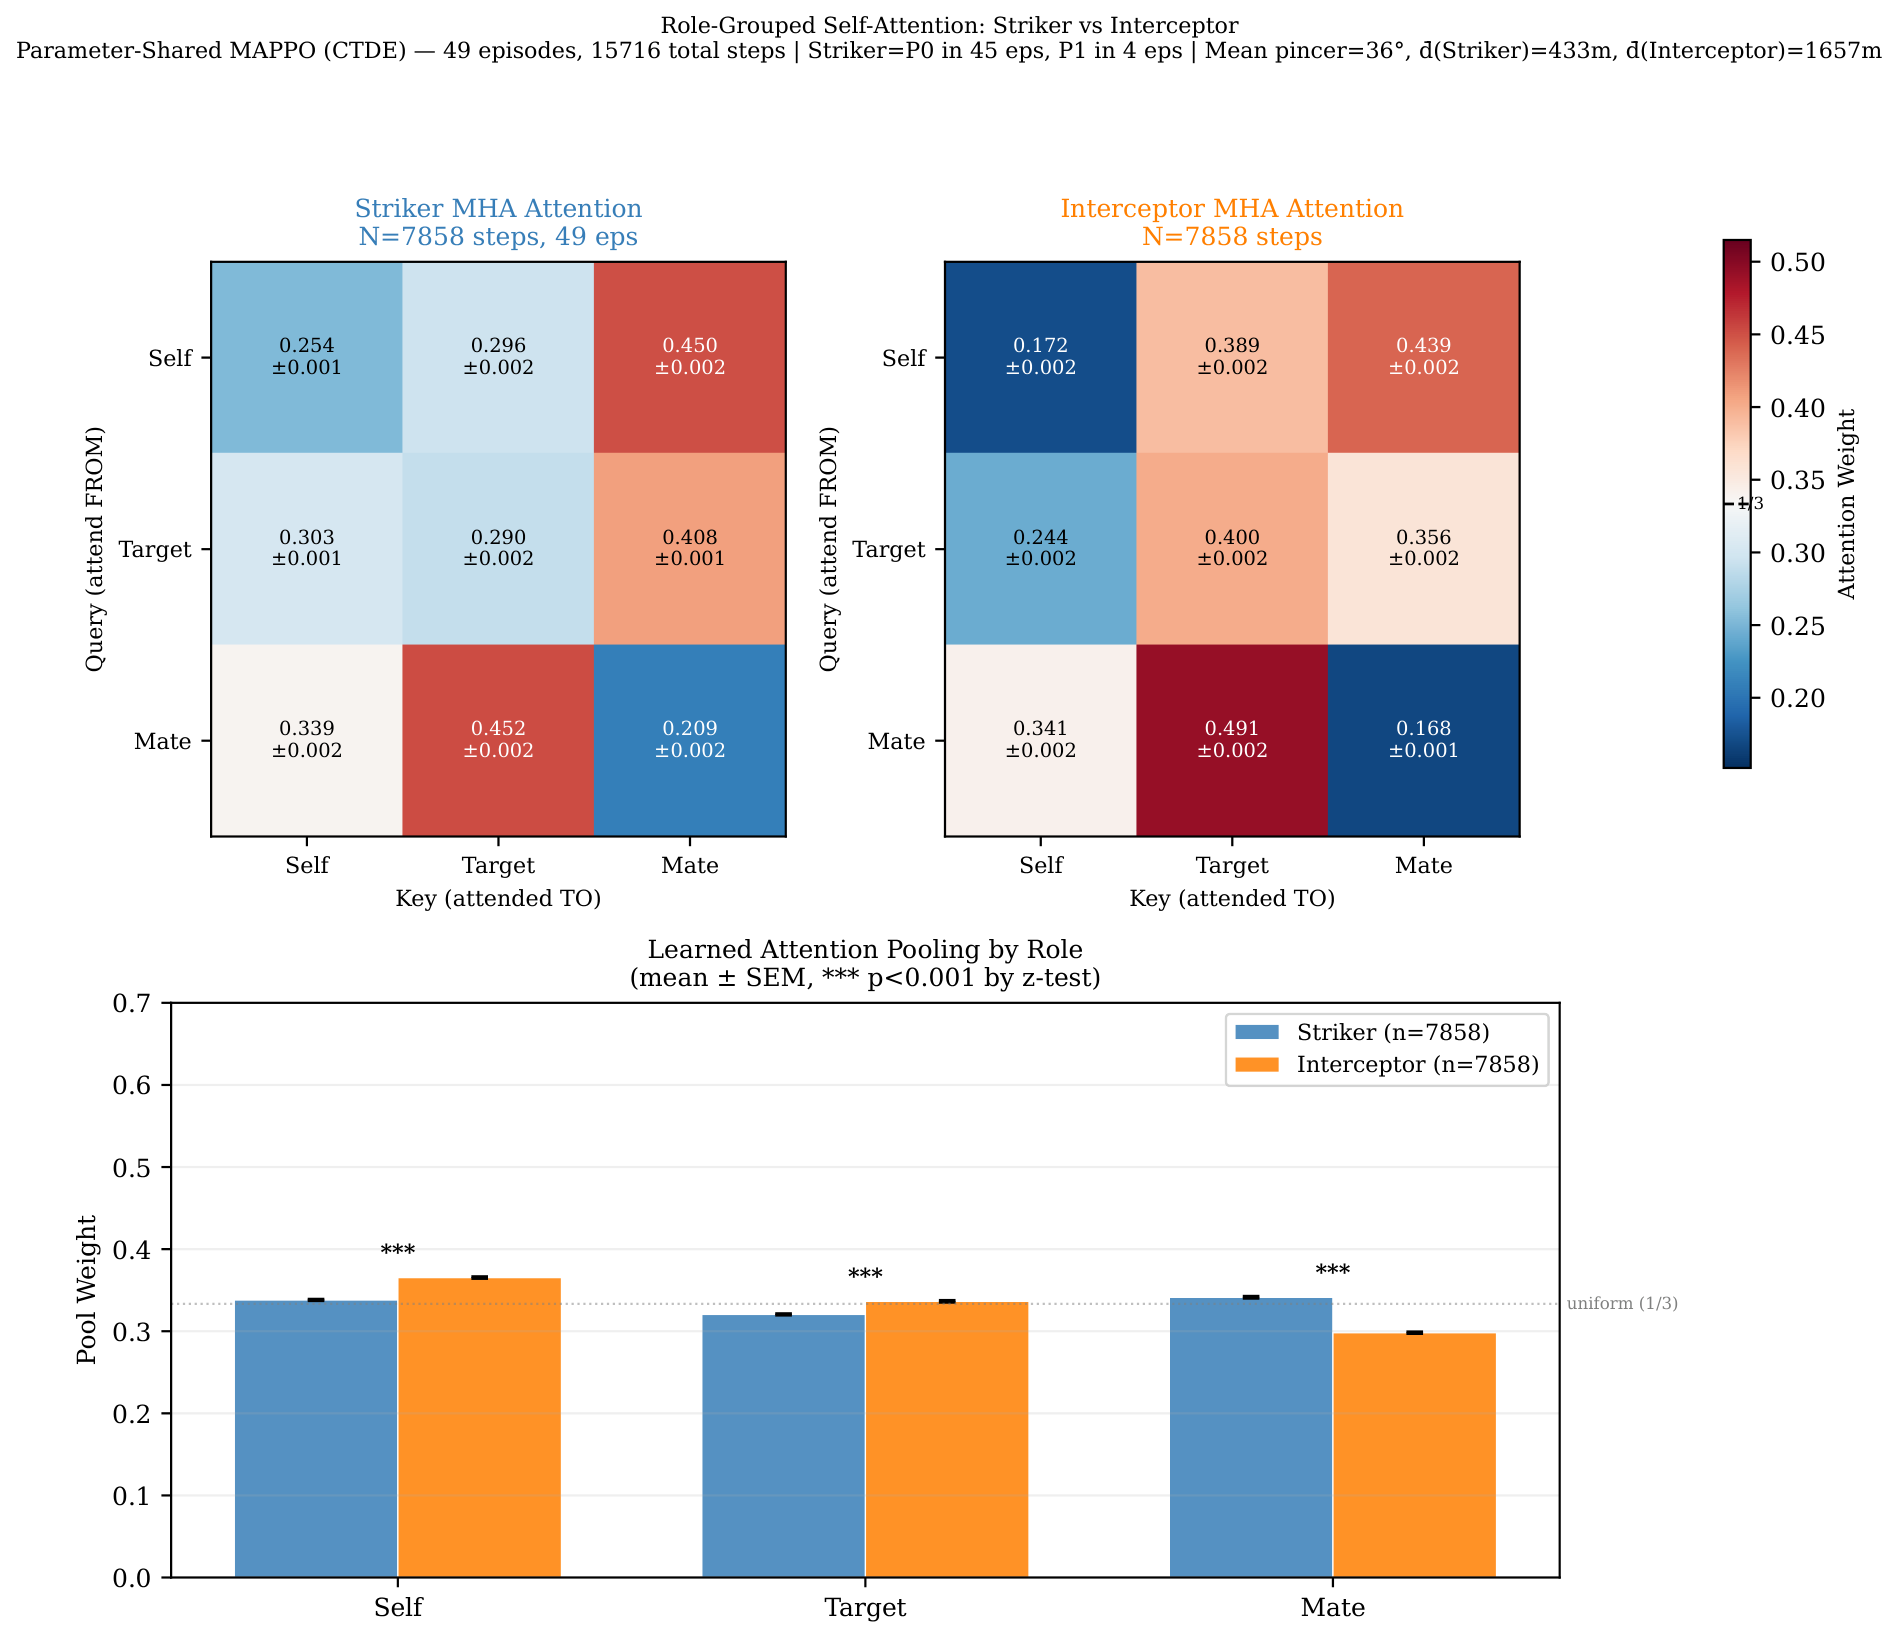 Role-Grouped Self-Attention: Striker vs Interceptor
Parameter-Shared MAPPO (CTDE) — 49 episodes, 15716 total steps | Striker=P0 in 45 eps, P1 in 4 eps | Mean pincer=36°, d̄(Striker)=433m, d̄(Interceptor)=1657m
Striker MHA Attention
N=7858 steps, 49 eps
Query (attend FROM)
Self
0.254
±0.001
0.296
±0.002
0.450
±0.002
Target
0.303
±0.001
0.290
±0.002
0.408
±0.001
Mate
0.339
±0.002
0.452
±0.002
0.209
±0.002
Self
Target
Mate
Key (attended TO)
Interceptor MHA Attention
N=7858 steps
Query (attend FROM)
Self
0.172
±0.002
0.389
±0.002
0.439
±0.002
Target
0.244
±0.002
0.400
±0.002
0.356
±0.002
Mate
0.341
±0.002
0.491
±0.002
0.168
±0.001
Self
Target
Mate
Key (attended TO)
0.50
0.45
0.40
0.35
1/3
0.30
0.25
0.20
Attention Weight
Learned Attention Pooling by Role
(mean ± SEM, *** p<0.001 by z-test)
Pool Weight
0.7
0.6
0.5
0.4
0.3
0.2
0.1
0.0
Striker (n=7858)
Interceptor (n=7858)
***
***
***
uniform (1/3)
Self
Target
Mate